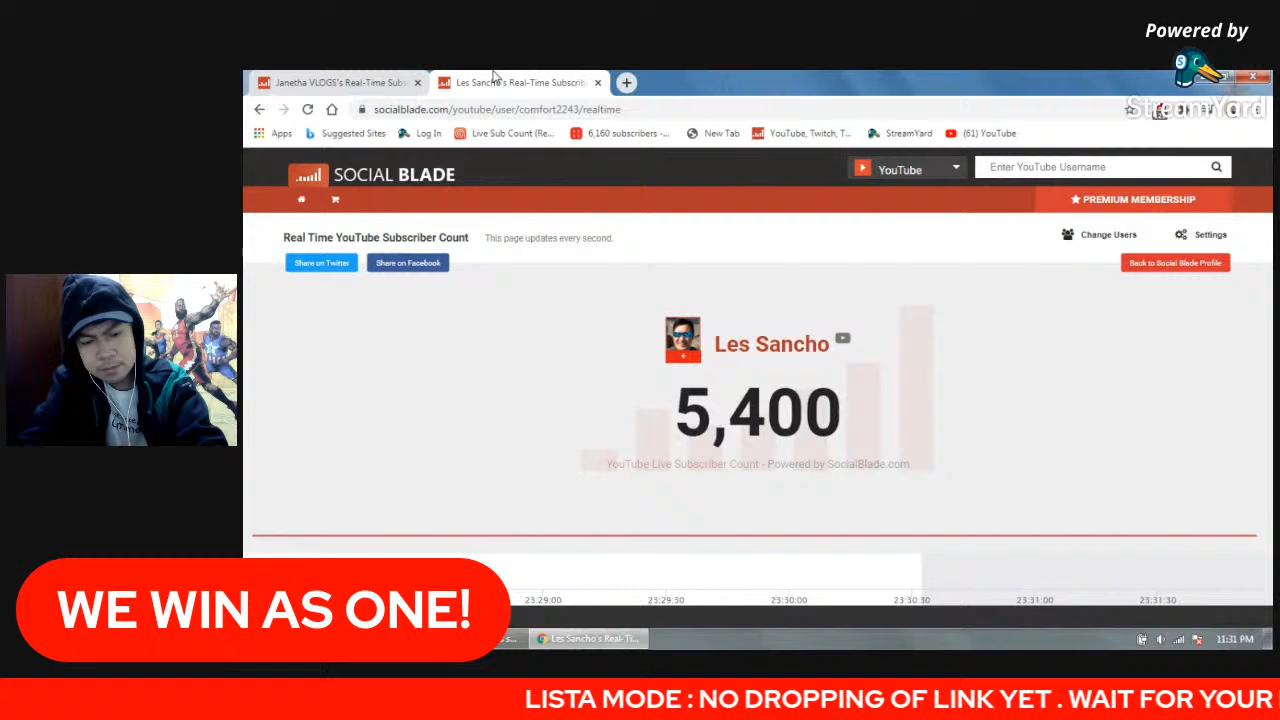 Powered by
StreamYard
Janetha VLOGS's Real-Time Subs
Les Sancho's Real-Time Subscrib
socialblade.com/youtube/user/comfort2243/realtime
Apps
Suggested Sites
Log In
Live Sub Count (Re...
6,160 subscribers -...
New Tab
YouTube, Twitch, T...
StreamYard
(61) YouTube
SOCIAL BLADE
YouTube
Enter YouTube Username
PREMIUM MEMBERSHIP
Real Time YouTube Subscriber Count
This page updates every second.
Change Users
Settings
Share on Twitter
Share on Facebook
Back to Social Blade Profile
Les Sancho
5,400
YouTube Live Subscriber Count - Powered by SocialBlade.com
23:29:00
23:29:30
23:30:00
23:30:30
23:31:00
23:31:30
WE WIN AS ONE!
Les Sancho's Real-Ti...
11:31 PM
LISTA MODE : NO DROPPING OF LINK YET . WAIT FOR YOUR